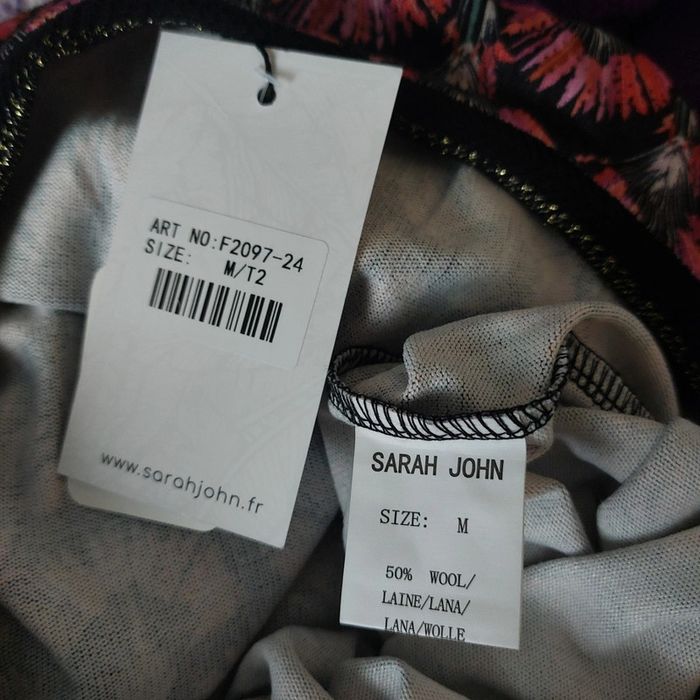 ART NO:F2097-24
SIZE: M/T2
www.sarahjohn.fr
SARAH JOHN
SIZE: M
50% WOOL/
LAINE/LANA/
LANA/WOLLE